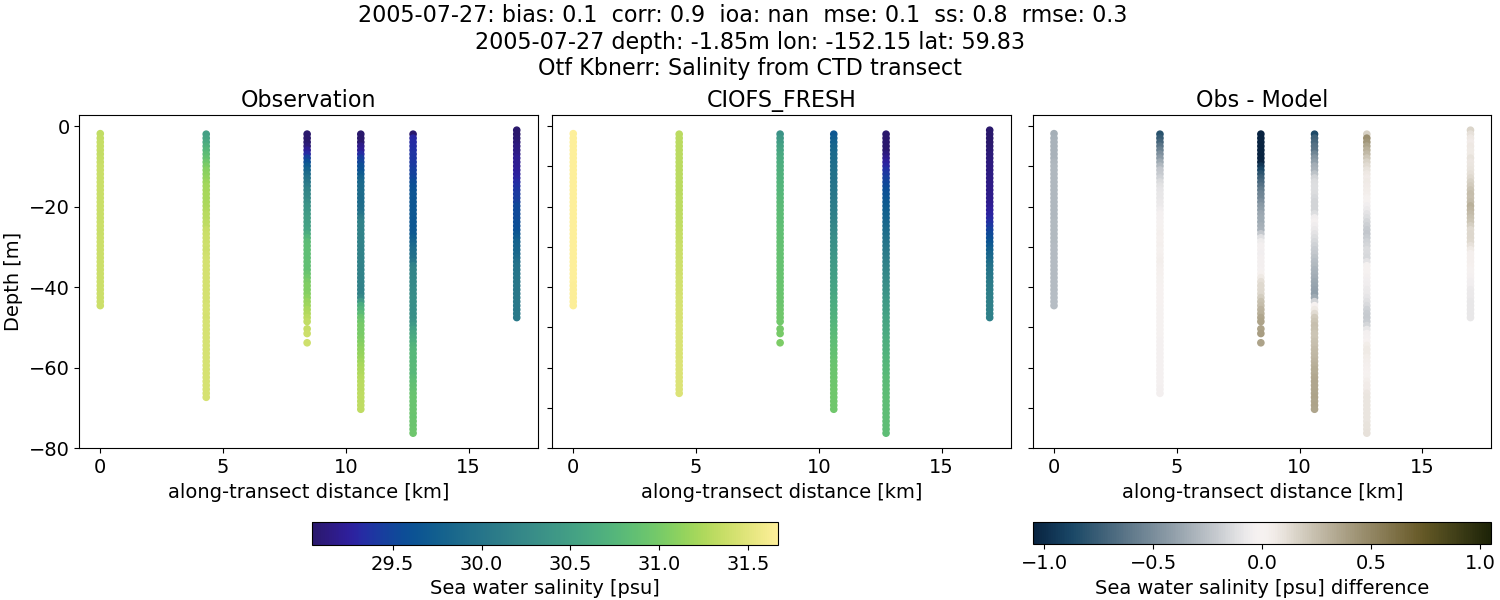 2005-07-27: bias: 0.1  corr: 0.9  ioa: nan  mse: 0.1  ss: 0.8  rmse: 0.3
2005-07-27 depth: -1.85m lon: -152.15 lat: 59.83
Otf Kbnerr: Salinity from CTD transect
Observation
CIOFS_FRESH
Obs - Model
Depth [m]
0
−20
−40
−60
−80
0 5 10 15
0 5 10 15
0 5 10 15
along-transect distance [km]
along-transect distance [km]
along-transect distance [km]
29.5 30.0 30.5 31.0 31.5
Sea water salinity [psu]
−1.0 −0.5 0.0 0.5 1.0
Sea water salinity [psu] difference